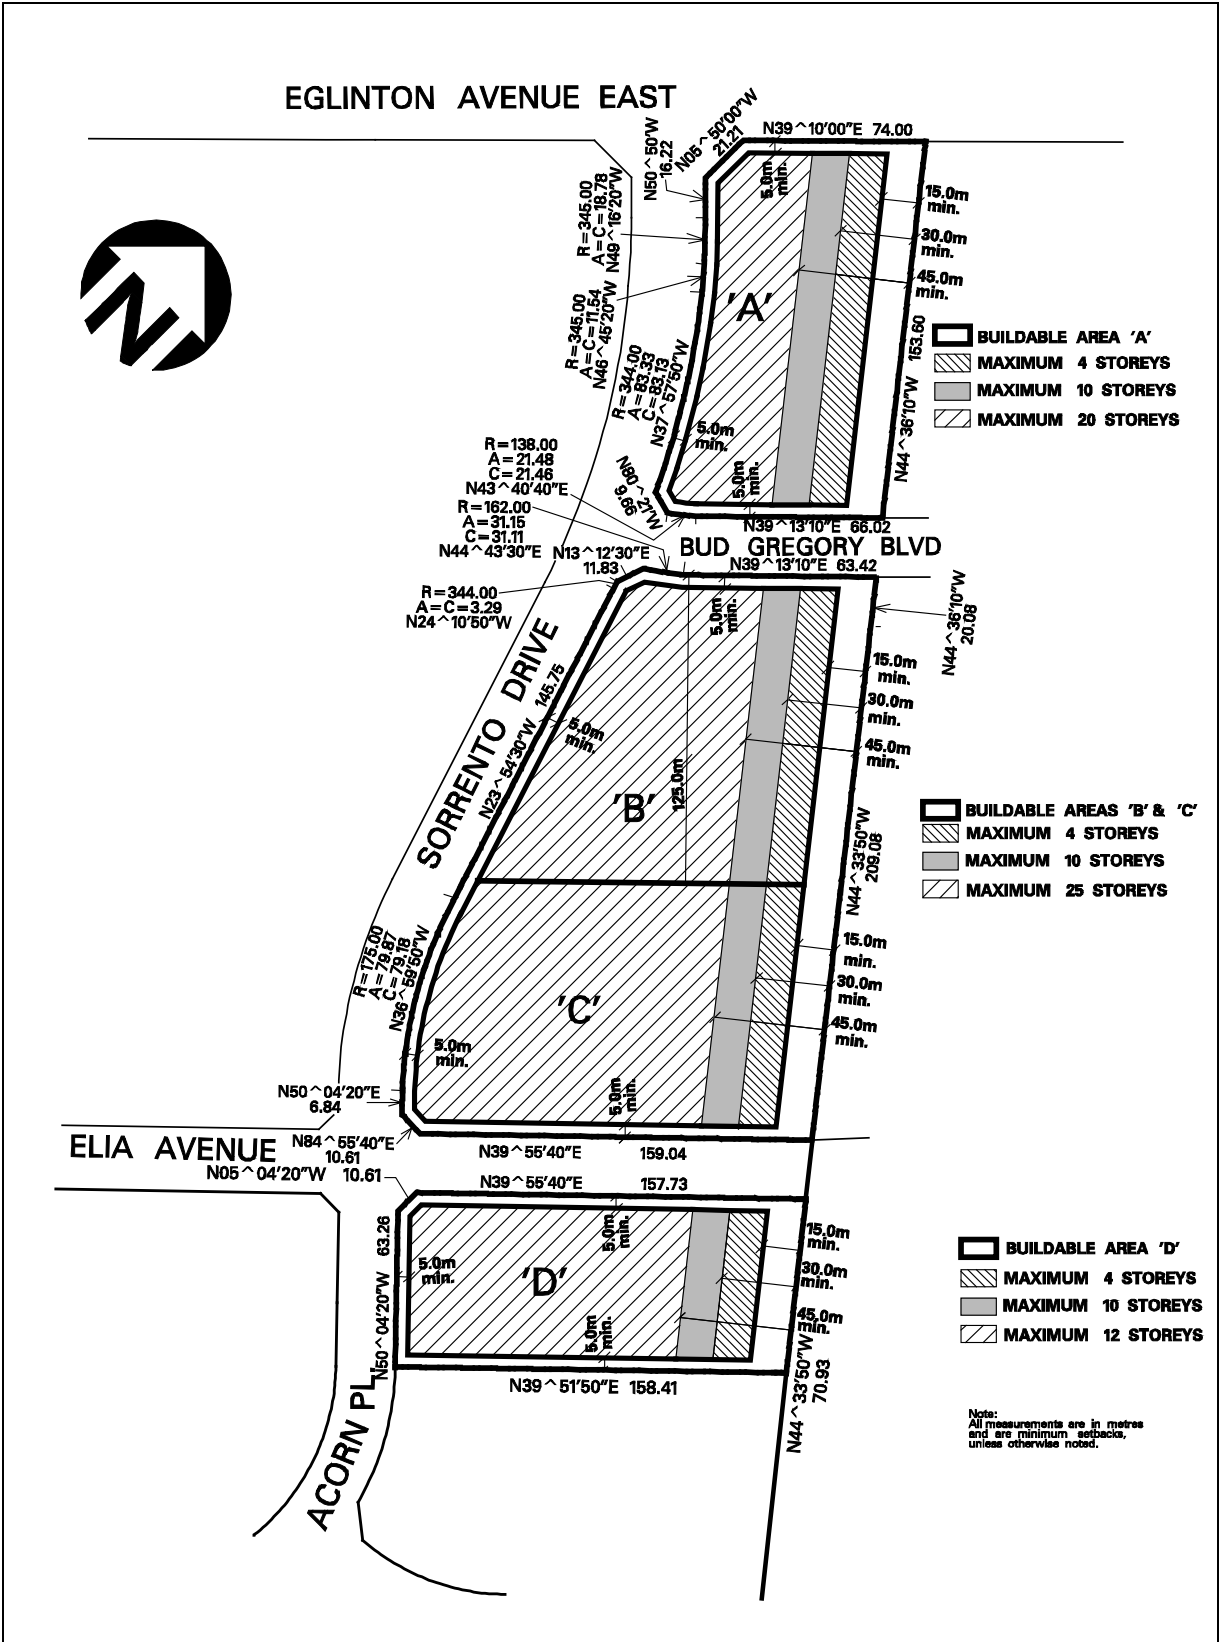 EGLINTON AVENUE EAST
N50^50'W
16.22
N05^50'00"W
21.21
N39^10'00"E 74.00
R=345.00
A=C=18.78
N49^16'20"W
5.0m
min.
15.0m
min.
30.0m
min.
45.0m
min.
N
R=345.00
A=C=11.54
N46^45'20"W
'A'
R=344.00
A=83.33
C=83.13
N37^57'50"W
N44^36'10"W 153.60
BUILDABLE AREA 'A'
MAXIMUM 4 STOREYS
MAXIMUM 10 STOREYS
MAXIMUM 20 STOREYS
5.0m
min.
5.0m
min.
N80^21'W
9.66
R=138.00
A=21.48
C=21.46
N43^40'40"E
R=162.00
A=31.15
C=31.11
N44^43'30"E
N39^13'10"E 66.02
BUD GREGORY BLVD
N13^12'30"E
11.83
N39^13'10"E 63.42
R=344.00
A=C=3.29
N24^10'50"W
5.0m
min.
N44^36'10"W
20.08
SORRENTO DRIVE
N23^54'30"W 145.75
5.0m
min.
15.0m
min.
30.0m
min.
45.0m
min.
'B'
125.0m
N44^33'50"W
209.08
BUILDABLE AREAS 'B' & 'C'
MAXIMUM 4 STOREYS
MAXIMUM 10 STOREYS
MAXIMUM 25 STOREYS
R=175.00
A=79.87
C=79.18
N36^59'50"W
'C'
15.0m
min.
30.0m
min.
45.0m
min.
5.0m
min.
5.0m
min.
N50^04'20"E
6.84
ELIA AVENUE
N84^55'40"E
10.61
N39^55'40"E 159.04
N05^04'20"W 10.61
N39^55'40"E 157.73
N50^04'20"W 63.26
5.0m
min.
5.0m
min.
'D'
5.0m
min.
15.0m
min.
30.0m
min.
45.0m
min.
BUILDABLE AREA 'D'
MAXIMUM 4 STOREYS
MAXIMUM 10 STOREYS
MAXIMUM 12 STOREYS
N39^51'50"E 158.41
N44^33'50"W
70.93
ACORN PL.
Note:
All measurements are in metres
and are minimum setbacks,
unless otherwise noted.